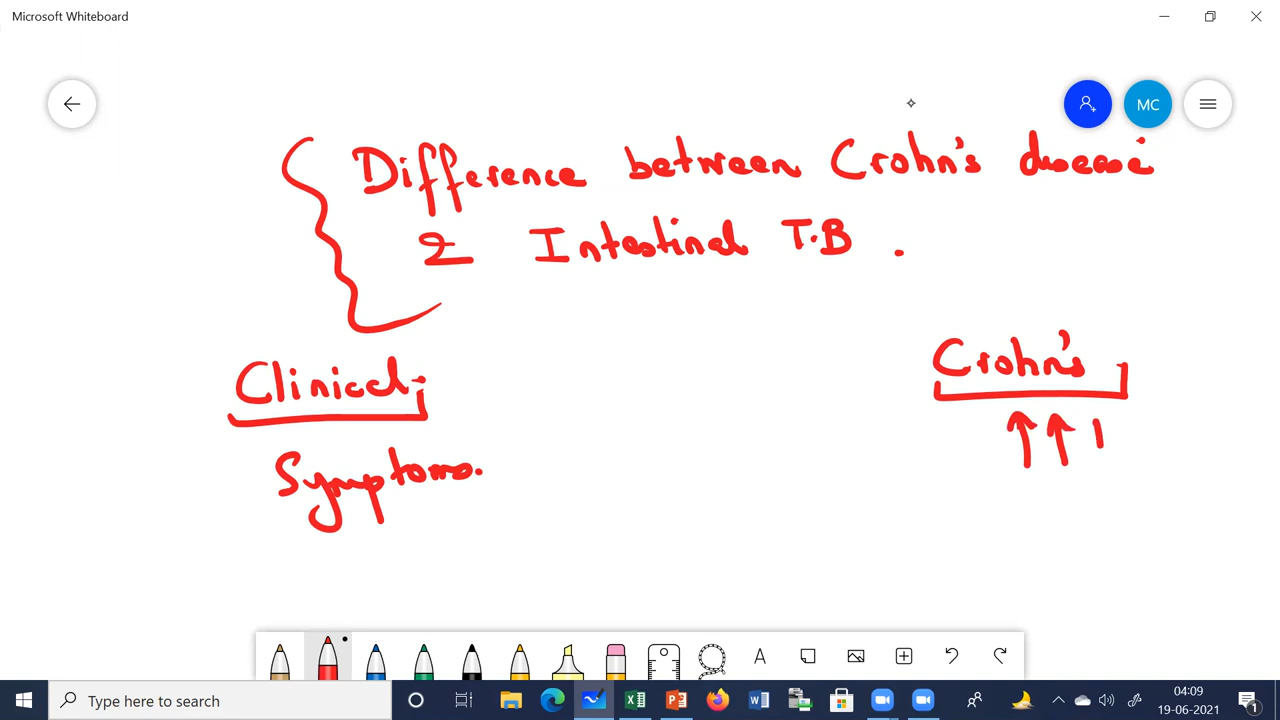 Microsoft Whiteboard
MC
Difference between Crohn's disease
& Intestinal T.B.
Clinical
Crohn's
↑ ↑ I
Symptoms.
A
Type here to search
04:09
19-06-2021
1